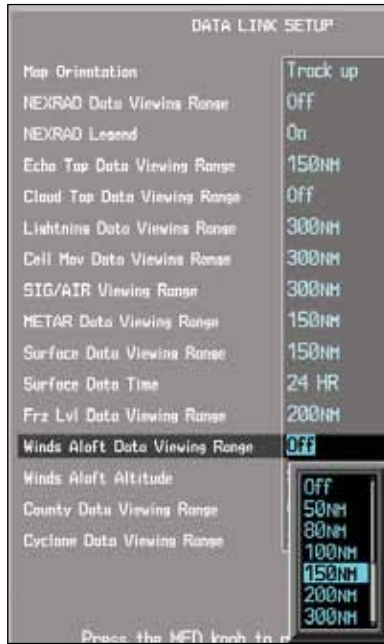 DATA LINK SETUP
Map Orientation Track up
NEXRAD Data Viewing Range Off
NEXRAD Legend On
Echo Top Data Viewing Range 150NM
Cloud Top Data Viewing Range Off
Lightning Data Viewing Range 300NM
Cell Mov Data Viewing Range 300NM
SIG/AIR Viewing Range 300NM
METAR Data Viewing Range 150NM
Surface Data Viewing Range 150NM
Surface Data Time 24 HR
Frz Lvl Data Viewing Range 200NM
Winds Aloft Data Viewing Range Off
Winds Aloft Altitude
County Data Viewing Range
Cyclone Data Viewing Range
Off
50NM
80NM
100NM
150NM
200NM
300NM
Press the MFD knob to